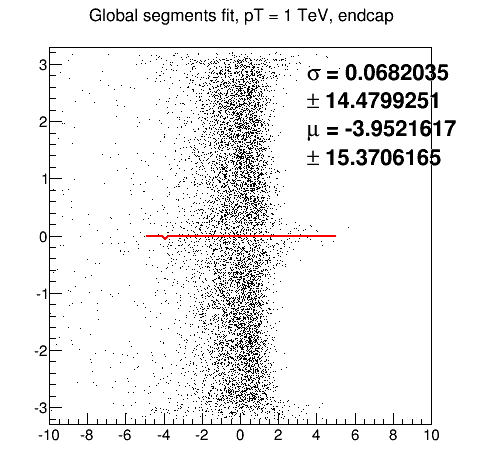 Global segments fit, pT = 1 TeV, endcap
σ = 0.0682035
± 14.4799251
μ = -3.9521617
± 15.3706165
3
2
1
0
-1
-2
-3
-10 -8 -6 -4 -2 0 2 4 6 8 10